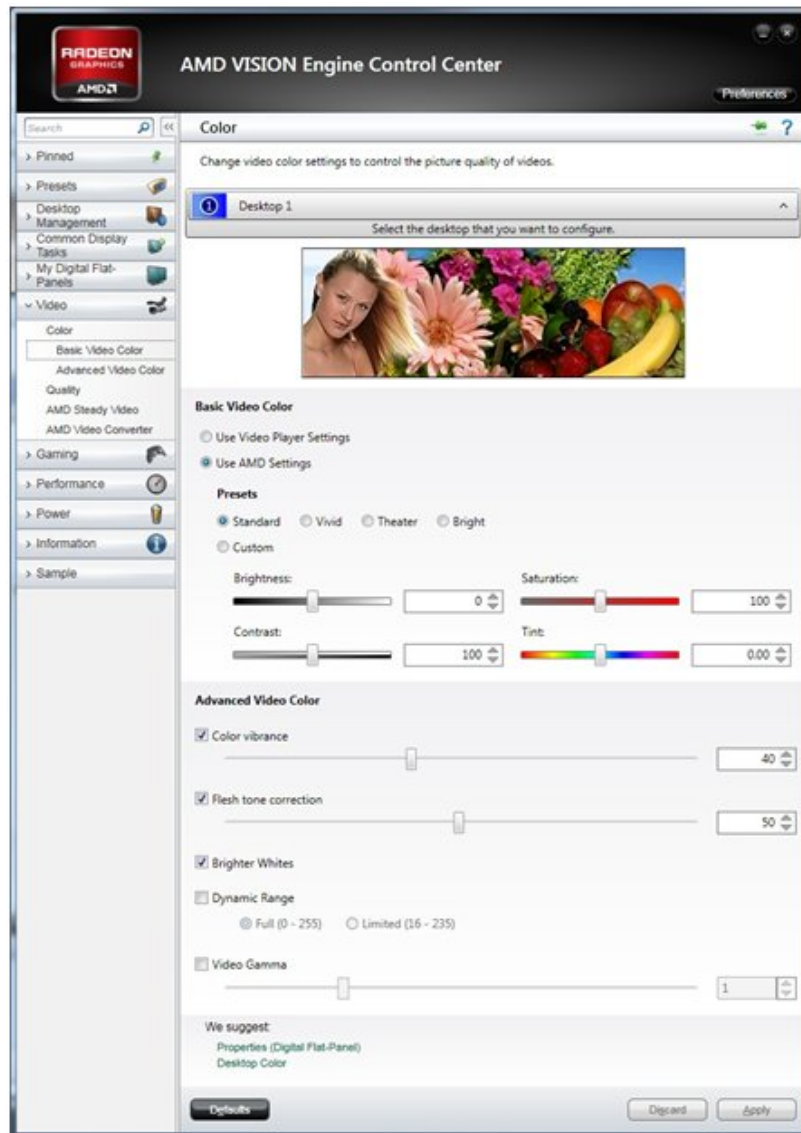 RADEON
GRAPHICS
AMD
AMD VISION Engine Control Center
Preferences
Search
Color
Pinned
Presets
Desktop
Management
Common Display
Tasks
My Digital Flat-
Panels
Video
Color
Basic Video Color
Advanced Video Color
Quality
AMD Steady Video
AMD Video Converter
Gaming
Performance
Power
Information
Sample
Change video color settings to control the picture quality of videos.
1 Desktop 1
Select the desktop that you want to configure.
Basic Video Color
Use Video Player Settings
Use AMD Settings
Presets
Standard Vivid Theater Bright
Custom
Brightness: Saturation:
0 100
Contrast: Tint:
100 0.00
Advanced Video Color
Color vibrance
40
Flesh tone correction
50
Brighter Whites
Dynamic Range
Full (0 - 255) Limited (16 - 235)
Video Gamma
1
We suggest:
Properties (Digital Flat-Panel)
Desktop Color
Defaults Discard Apply